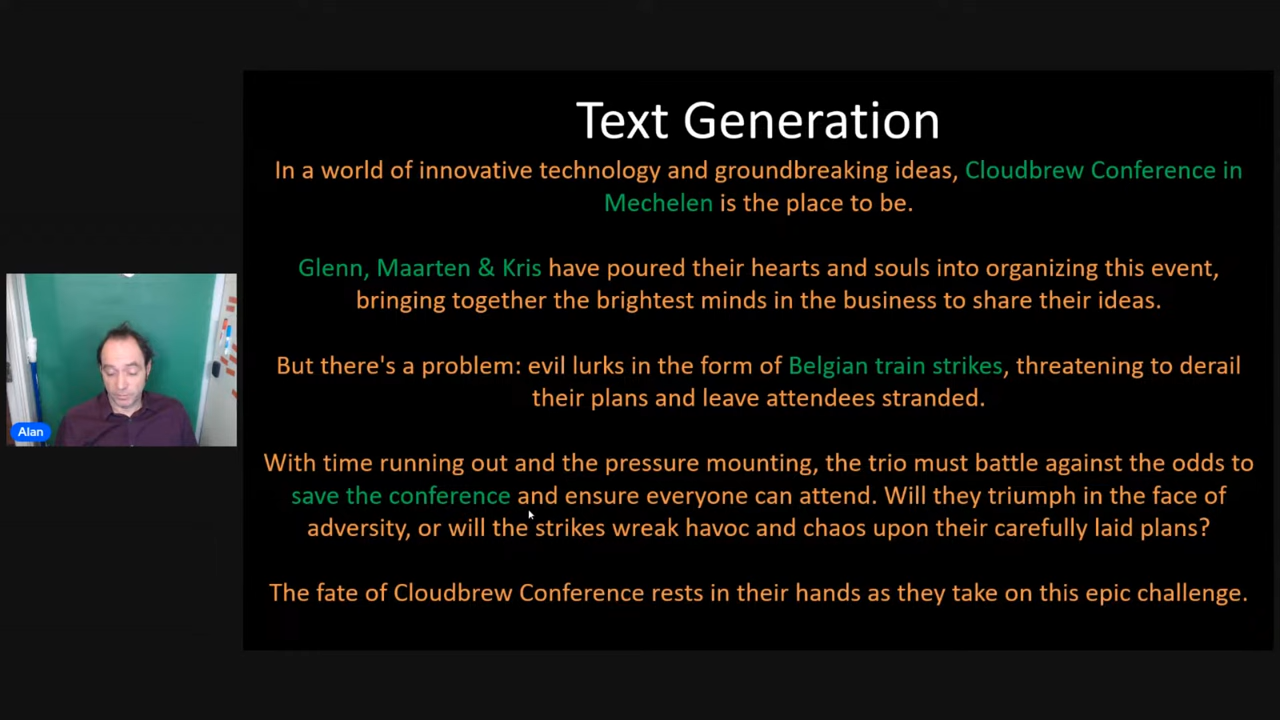 Text Generation
In a world of innovative technology and groundbreaking ideas, Cloudbrew Conference in
Mechelen is the place to be.
Glenn, Maarten & Kris have poured their hearts and souls into organizing this event,
bringing together the brightest minds in the business to share their ideas.
But there's a problem: evil lurks in the form of Belgian train strikes, threatening to derail
their plans and leave attendees stranded.
With time running out and the pressure mounting, the trio must battle against the odds to
save the conference and ensure everyone can attend. Will they triumph in the face of
adversity, or will the strikes wreak havoc and chaos upon their carefully laid plans?
The fate of Cloudbrew Conference rests in their hands as they take on this epic challenge.
Alan